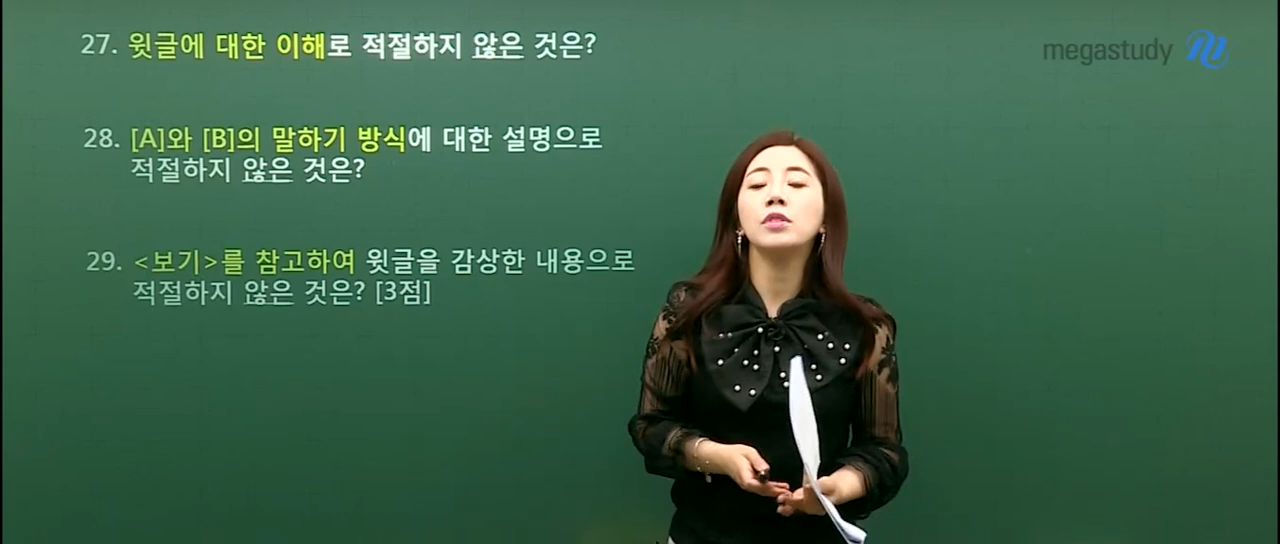 27. 윗글에 대한 이해로 적절하지 않은 것은?
megastudy
28. [A]와 [B]의 말하기 방식에 대한 설명으로
적절하지 않은 것은?
29. <보기>를 참고하여 윗글을 감상한 내용으로
적절하지 않은 것은? [3점]